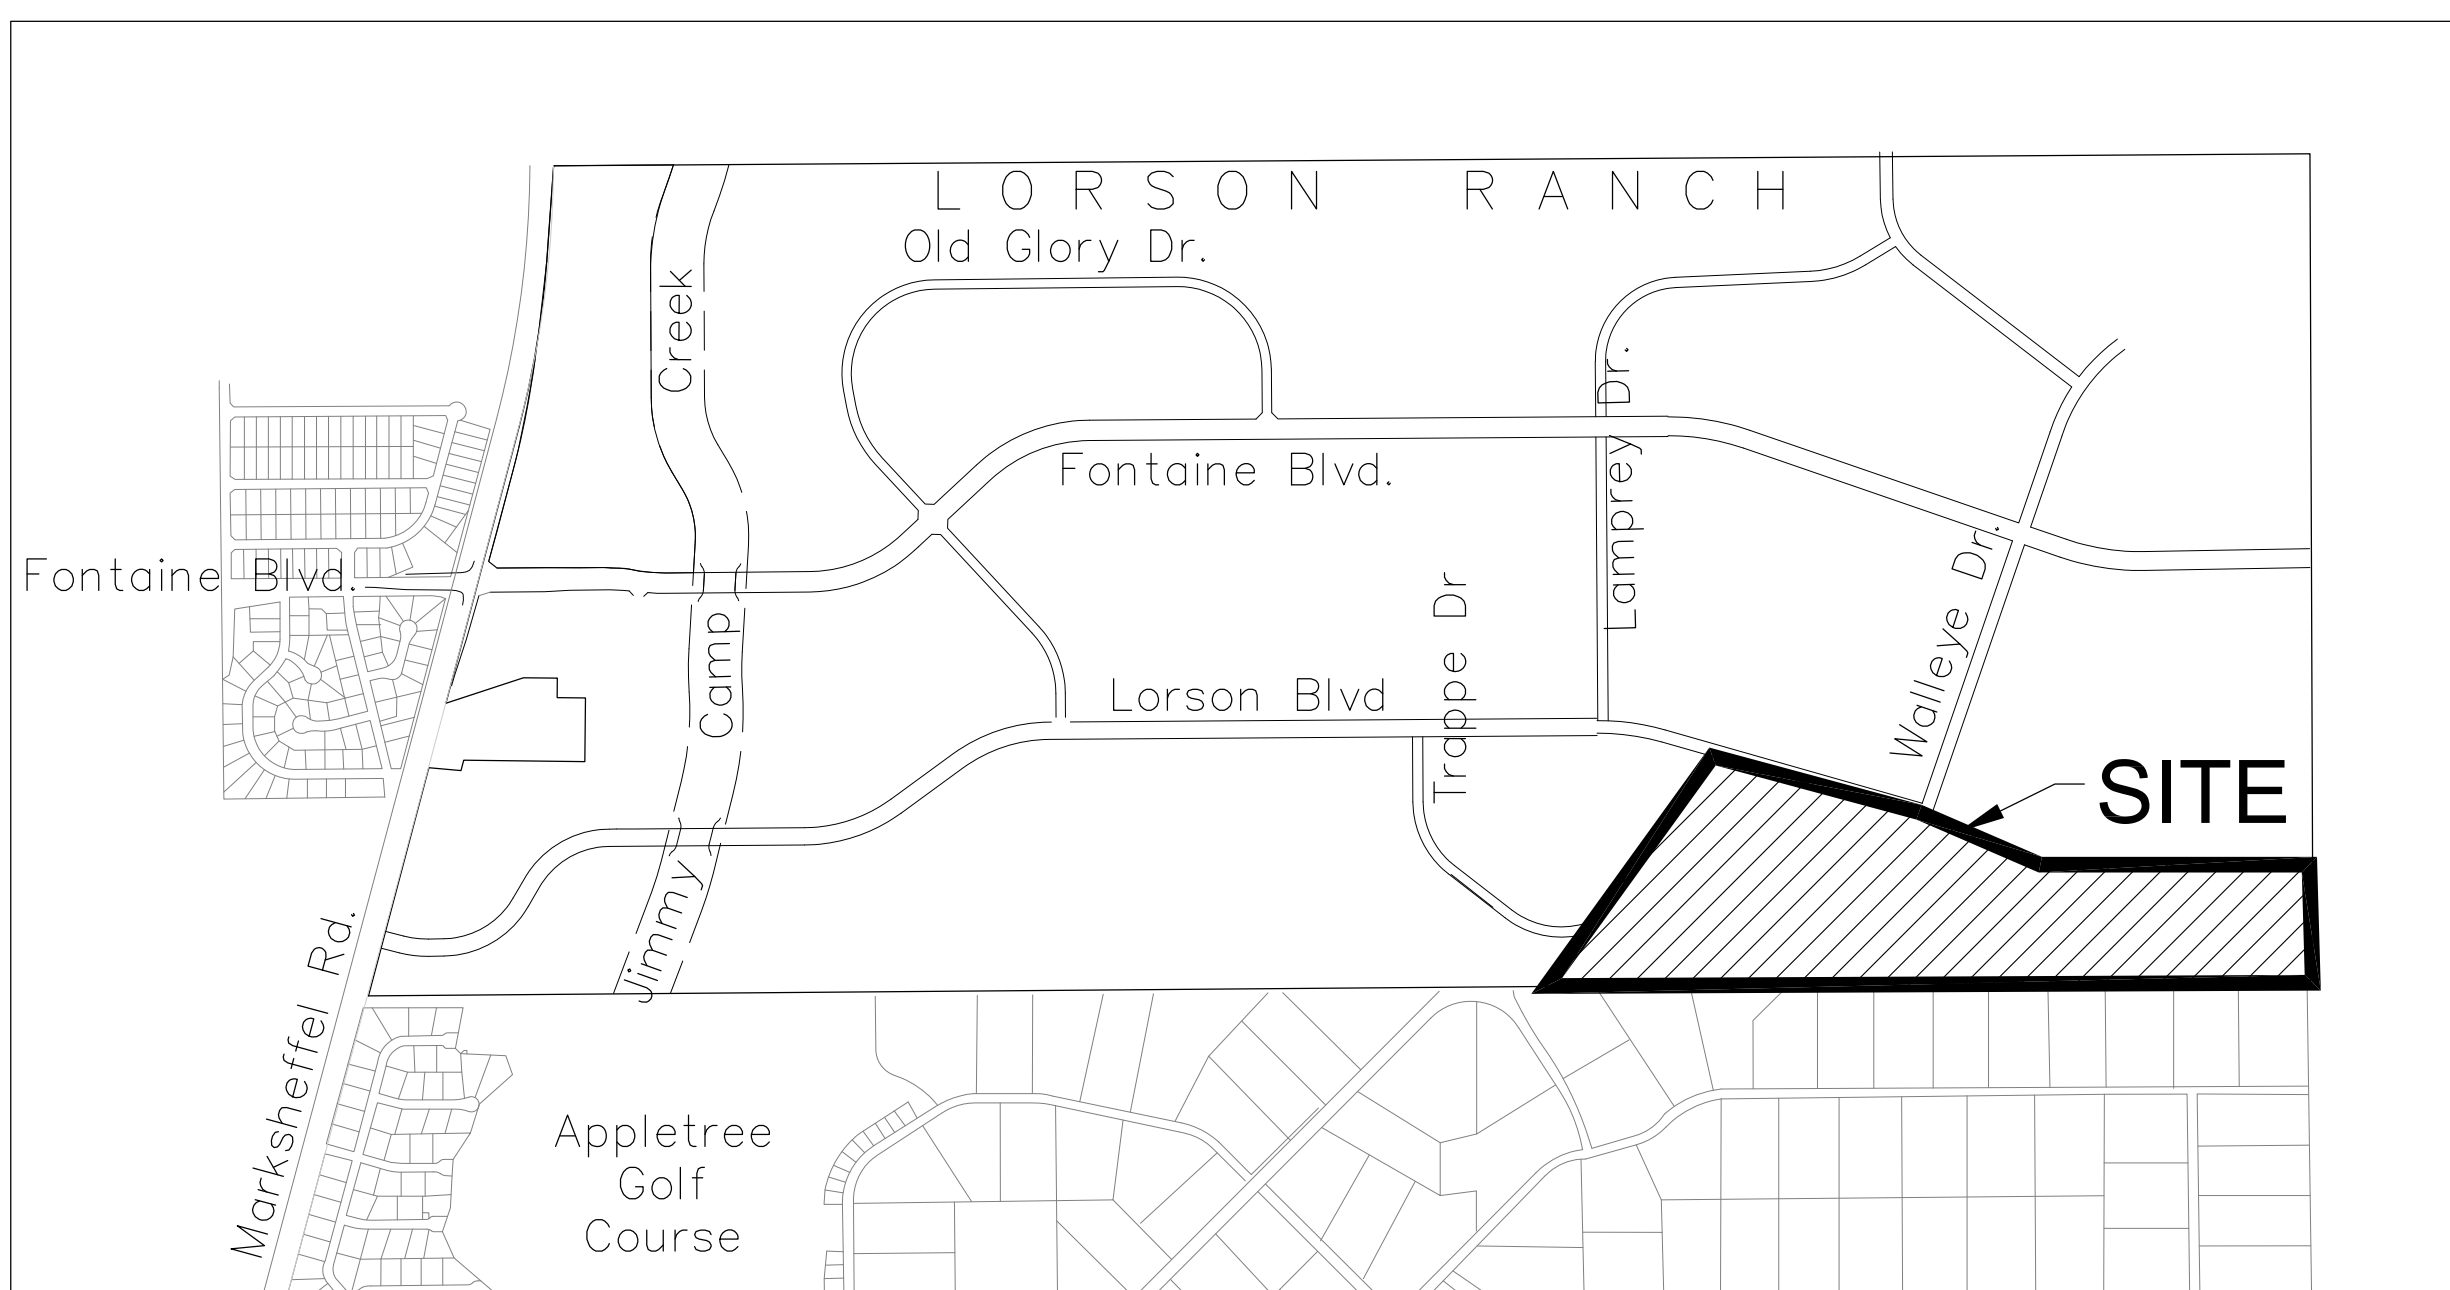 LORSON RANCH
Old Glory Dr.
Creek
Lamprey Dr.
Fontaine Blvd.
Fontaine Blvd.
Trappe Dr
Walleye Dr.
Camp
Lorson Blvd
SITE
Jimmy
Marksheffel Rd.
Appletree
Golf
Course